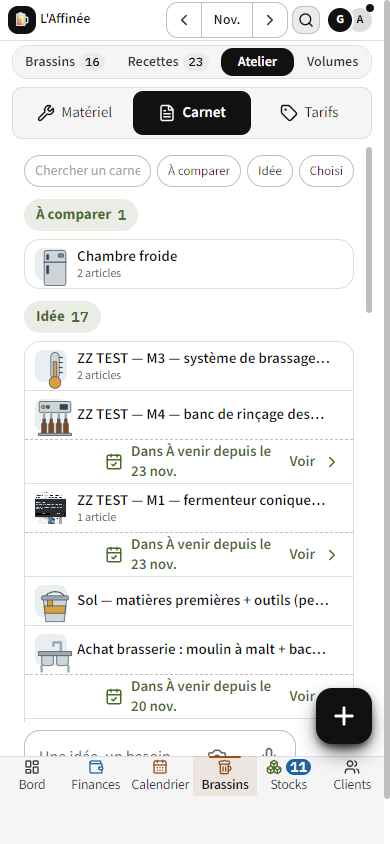 L'Affinée
Nov.
G
A
Brassins 16
Recettes 23
Atelier
Volumes
Matériel
Carnet
Tarifs
Chercher un carne
À comparer
Idée
Choisi
À comparer 1
Chambre froide
2 articles
Idée 17
ZZ TEST — M3 — système de brassage…
2 articles
ZZ TEST — M4 — banc de rinçage des…
Dans À venir depuis le
23 nov.
Voir
ZZ TEST — M1 — fermenteur conique…
1 article
Dans À venir depuis le
23 nov.
Voir
Sol — matières premières + outils (pe…
Achat brasserie : moulin à malt + bac…
Dans À venir depuis le
20 nov.
Voir
Une idée, un besoin
Bord
Finances
Calendrier
Brassins
11
Stocks
Clients